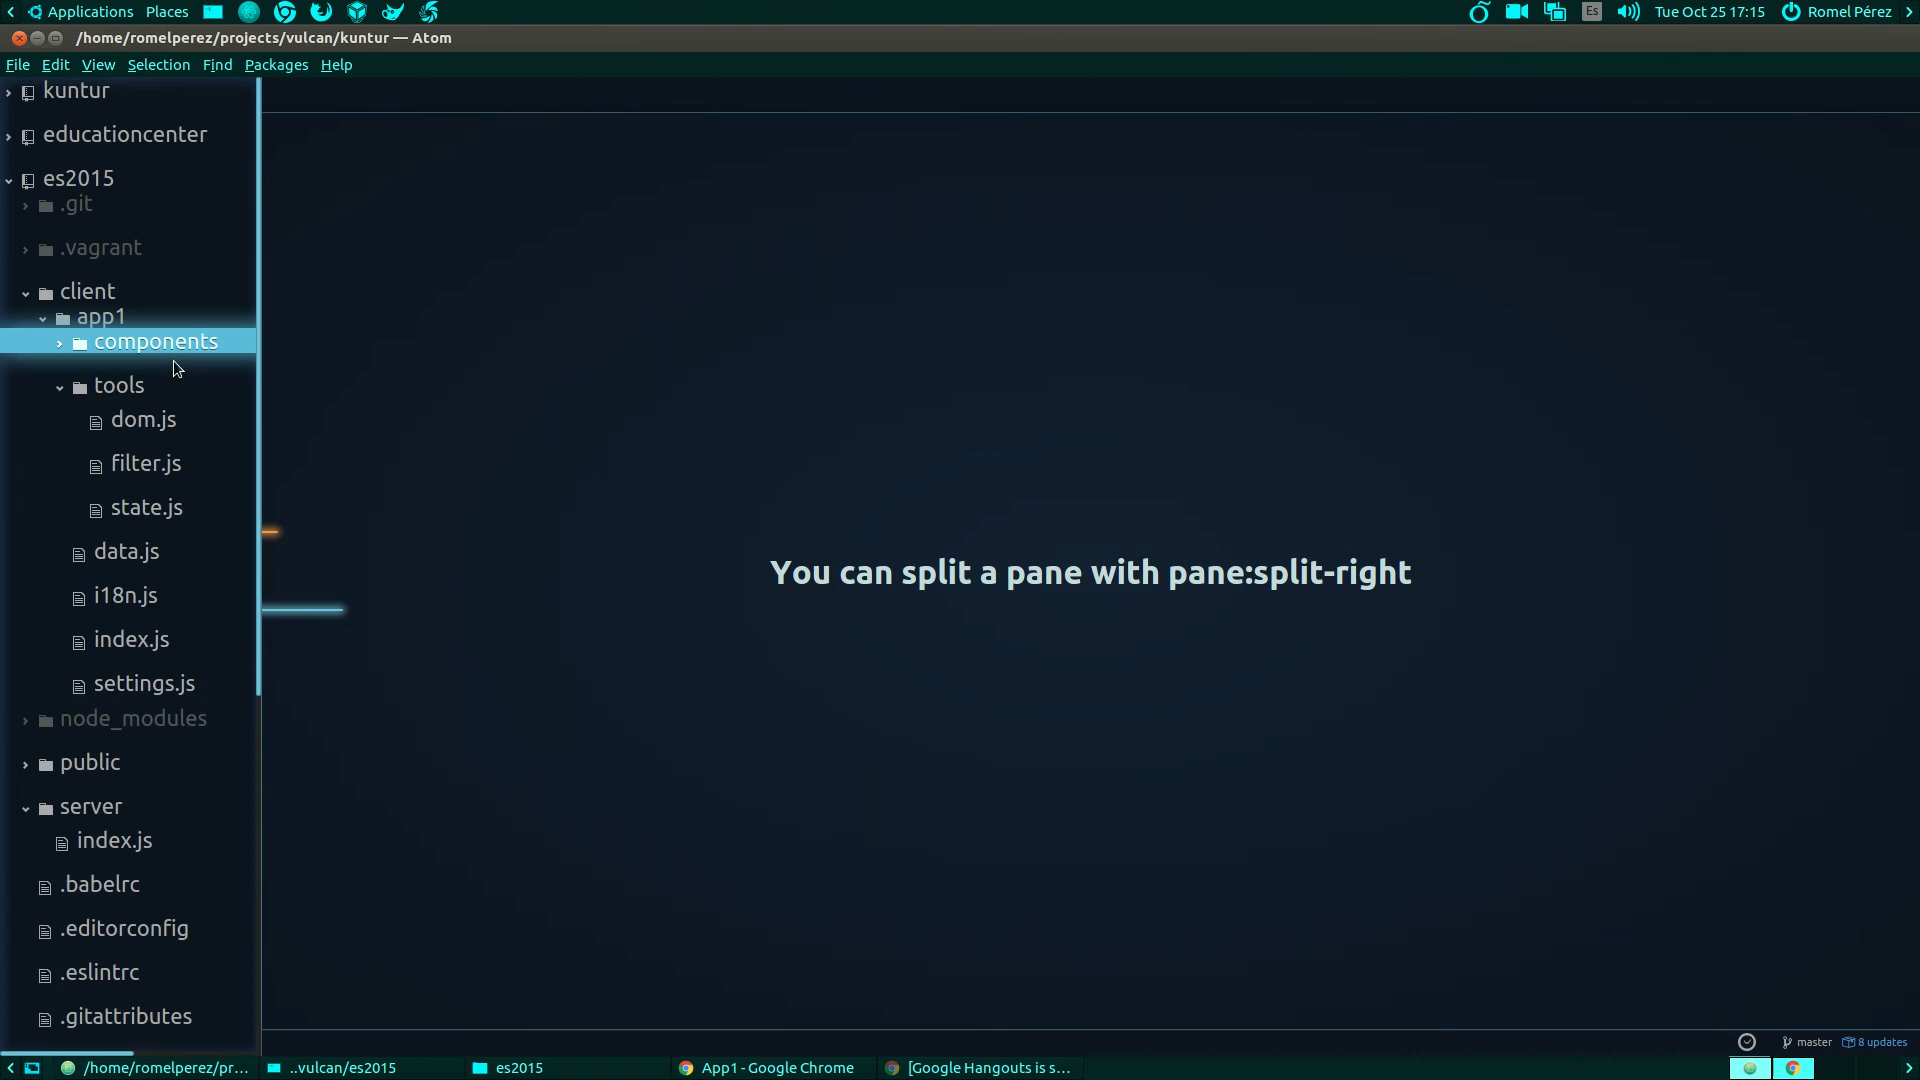 Applications Places Es Tue Oct 25 17:15 Romel Pérez
/home/romelperez/projects/vulcan/kuntur — Atom
File Edit View Selection Find Packages Help
kuntur
educationcenter
es2015
.git
.vagrant
client
app1
components
tools
dom.js
filter.js
state.js
data.js
i18n.js
index.js
settings.js
node_modules
public
server
index.js
.babelrc
.editorconfig
.eslintrc
.gitattributes
You can split a pane with pane:split-right
master 8 updates
/home/romelperez/pr... ..vulcan/es2015 es2015 App1 - Google Chrome [Google Hangouts is s...